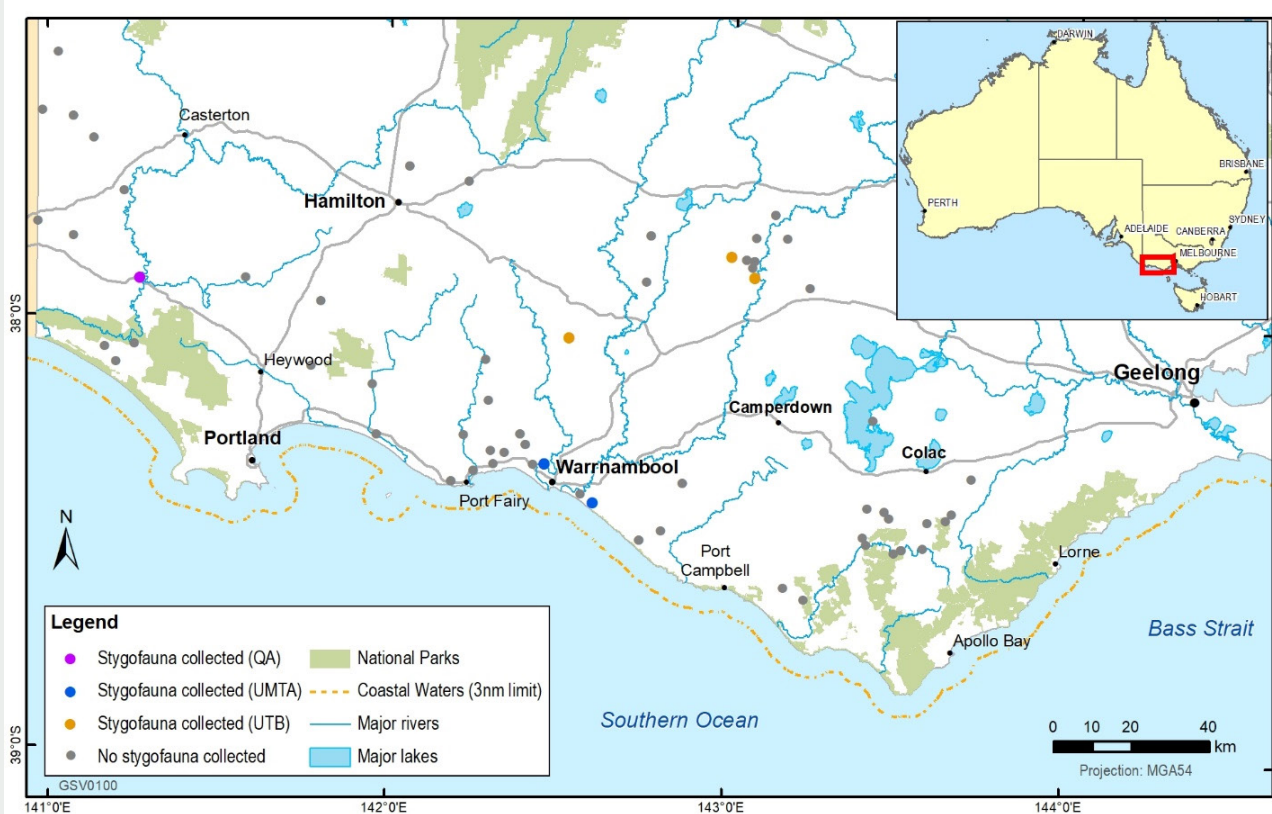 141°0'E
142°0'E
143°0'E
144°0'E
38°0'S
39°0'S
Casterton
Hamilton
Heywood
Portland
Port Fairy
Warrnambool
Camperdown
Colac
Geelong
Port
Campbell
Lorne
Apollo Bay
Bass Strait
Southern Ocean
DARWIN
BRISBANE
PERTH
SYDNEY
ADELAIDE
CANBERRA
MELBOURNE
HOBART
N
Legend
Stygofauna collected (QA)
Stygofauna collected (UMTA)
Stygofauna collected (UTB)
No stygofauna collected
National Parks
Coastal Waters (3nm limit)
Major rivers
Major lakes
GSV0100
0 10 20 40
km
Projection: MGA54